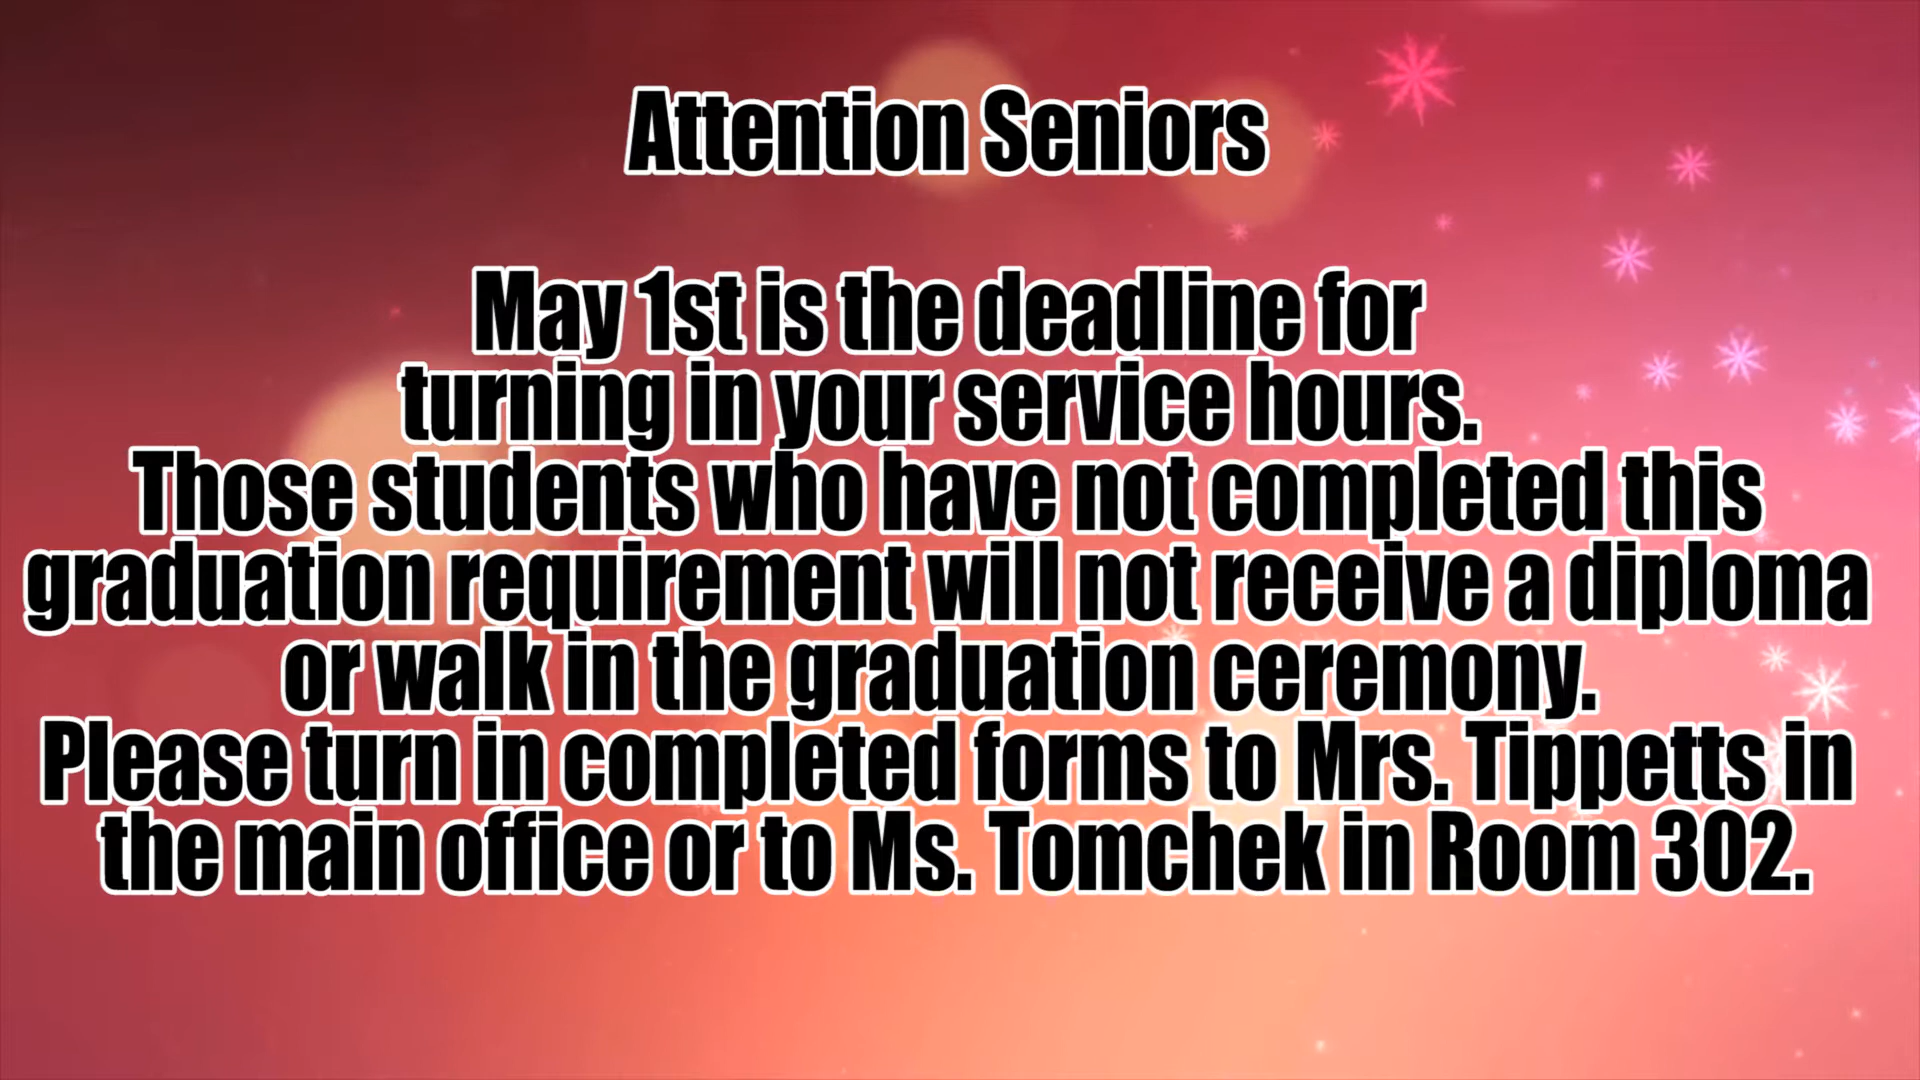 Attention Seniors
May 1st is the deadline for
turning in your service hours.
Those students who have not completed this
graduation requirement will not receive a diploma
or walk in the graduation ceremony.
Please turn in completed forms to Mrs. Tippetts in
the main office or to Ms. Tomchek in Room 302.